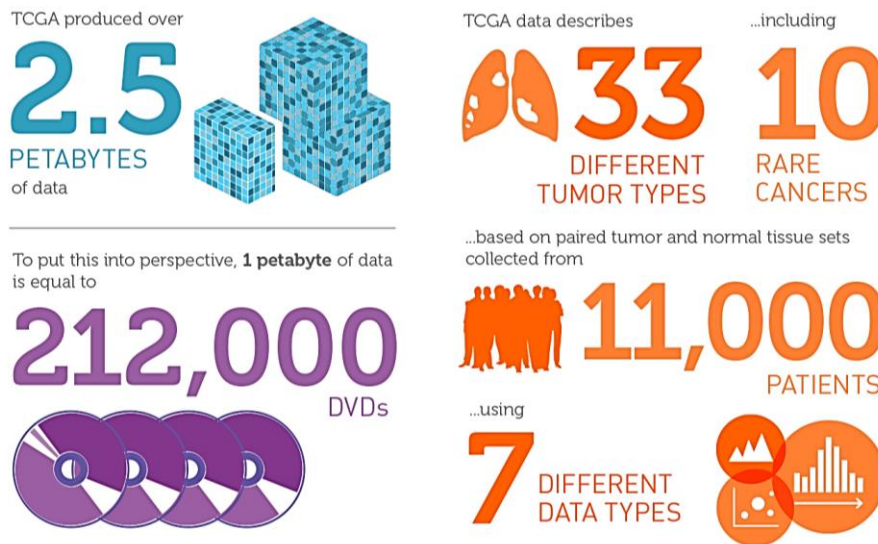 TCGA produced over
2.5
PETABYTES
of data
To put this into perspective, 1 petabyte of data
is equal to
212,000
DVDs
TCGA data describes
33
DIFFERENT
TUMOR TYPES
...including
10
RARE
CANCERS
...based on paired tumor and normal tissue sets
collected from
11,000
PATIENTS
...using
7
DIFFERENT
DATA TYPES